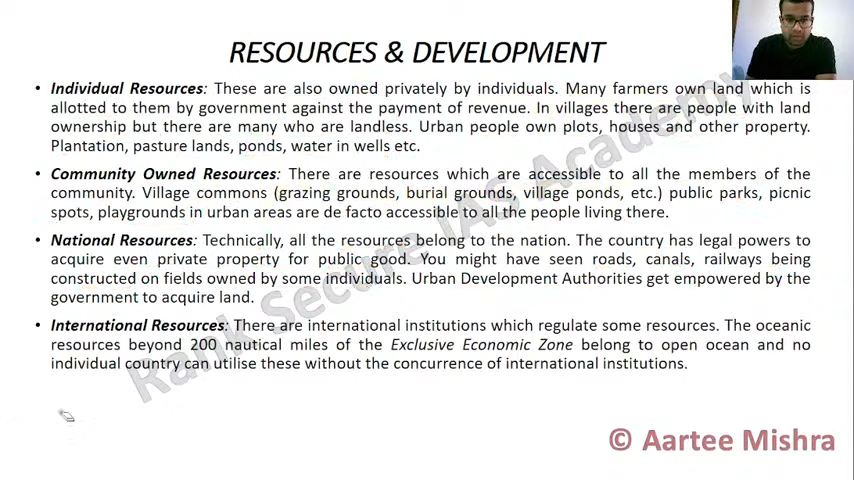 RESOURCES & DEVELOPMENT
• Individual Resources: These are also owned privately by individuals. Many farmers own land which is
allotted to them by government against the payment of revenue. In villages there are people with land
ownership but there are many who are landless. Urban people own plots, houses and other property.
Plantation, pasture lands, ponds, water in wells etc.
• Community Owned Resources: There are resources which are accessible to all the members of the
community. Village commons (grazing grounds, burial grounds, village ponds, etc.) public parks, picnic
spots, playgrounds in urban areas are de facto accessible to all the people living there.
• National Resources: Technically, all the resources belong to the nation. The country has legal powers to
acquire even private property for public good. You might have seen roads, canals, railways being
constructed on fields owned by some individuals. Urban Development Authorities get empowered by the
government to acquire land.
• International Resources: There are international institutions which regulate some resources. The oceanic
resources beyond 200 nautical miles of the Exclusive Economic Zone belong to open ocean and no
individual country can utilise these without the concurrence of international institutions.
Rank Secure IAS Academy
© Aartee Mishra